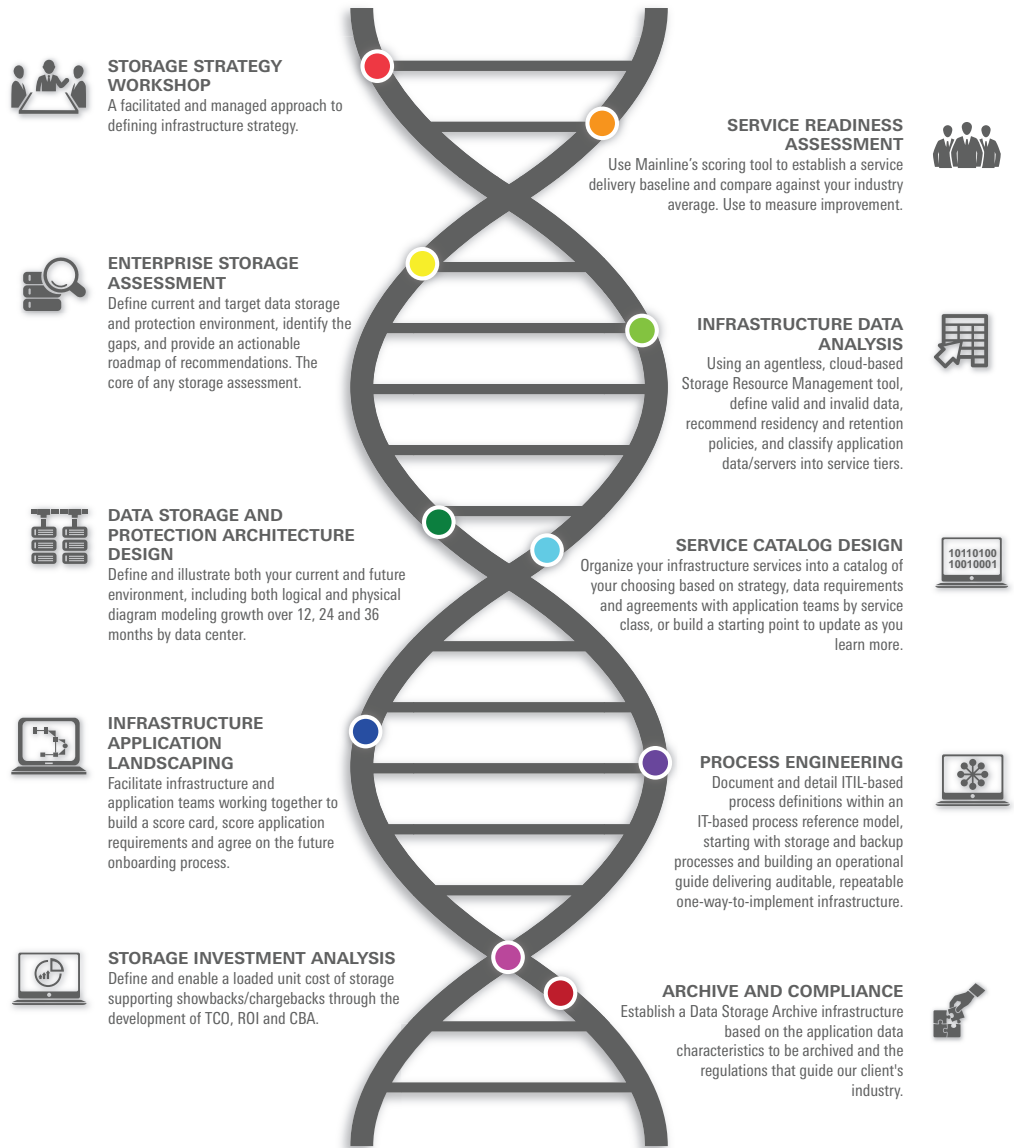 STORAGE STRATEGY
WORKSHOP
A facilitated and managed approach to
defining infrastructure strategy.
SERVICE READINESS
ASSESSMENT
Use Mainline's scoring tool to establish a service
delivery baseline and compare against your industry
average. Use to measure improvement.
ENTERPRISE STORAGE
ASSESSMENT
Define current and target data storage
and protection environment, identify the
gaps, and provide an actionable
roadmap of recommendations. The
core of any storage assessment.
INFRASTRUCTURE DATA
ANALYSIS
Using an agentless, cloud-based
Storage Resource Management tool,
define valid and invalid data,
recommend residency and retention
policies, and classify application
data/servers into service tiers.
DATA STORAGE AND
PROTECTION ARCHITECTURE
DESIGN
Define and illustrate both your current and future
environment, including both logical and physical
diagram modeling growth over 12, 24 and 36
months by data center.
SERVICE CATALOG DESIGN
Organize your infrastructure services into a catalog of
your choosing based on strategy, data requirements
and agreements with application teams by service
class, or build a starting point to update as you
learn more.
10110100
10010001
INFRASTRUCTURE
APPLICATION
LANDSCAPING
Facilitate infrastructure and
application teams working together to
build a score card, score application
requirements and agree on the future
onboarding process.
PROCESS ENGINEERING
Document and detail ITIL-based
process definitions within an
IT-based process reference model,
starting with storage and backup
processes and building an operational
guide delivering auditable, repeatable
one-way-to-implement infrastructure.
STORAGE INVESTMENT ANALYSIS
Define and enable a loaded unit cost of storage
supporting showbacks/chargebacks through the
development of TCO, ROI and CBA.
ARCHIVE AND COMPLIANCE
Establish a Data Storage Archive infrastructure
based on the application data
characteristics to be archived and the
regulations that guide our client's
industry.